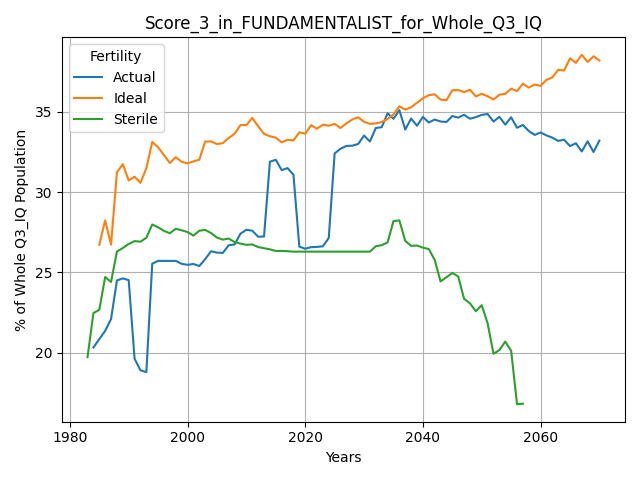 Score_3_in_FUNDAMENTALIST_for_Whole_Q3_IQ
Fertility
Actual
Ideal
Sterile
% of Whole Q3_IQ Population
35
30
25
20
1980
2000
2020
2040
2060
Years